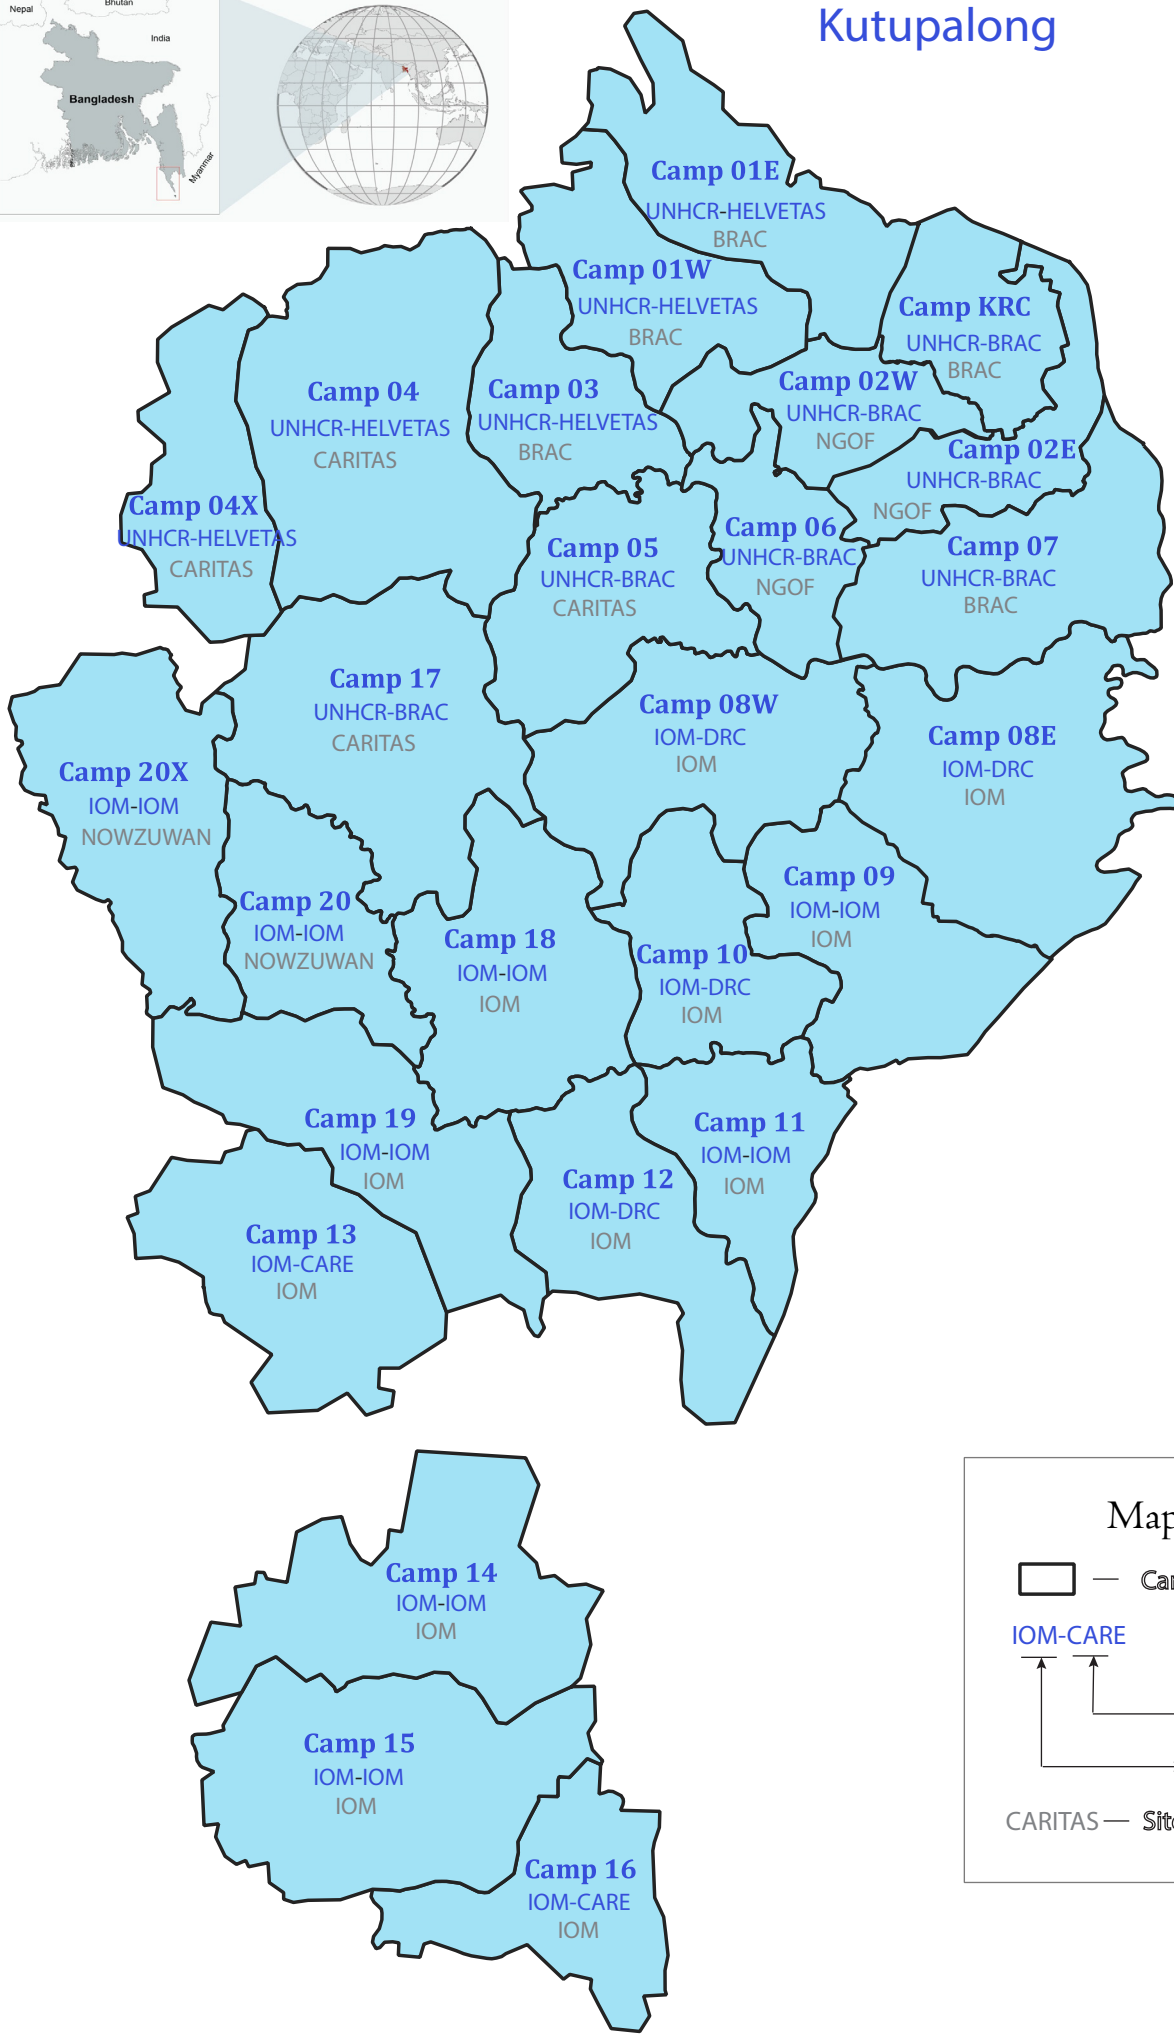 Nepal
Bhutan
India
Bangladesh
Myanmar
Kutupalong
Camp 01E
UNHCR-HELVETAS
BRAC
Camp 01W
UNHCR-HELVETAS
BRAC
Camp KRC
UNHCR-BRAC
BRAC
Camp 04
UNHCR-HELVETAS
CARITAS
Camp 03
UNHCR-HELVETAS
BRAC
Camp 02W
UNHCR-BRAC
NGOF
Camp 02E
UNHCR-BRAC
NGOF
Camp 04X
UNHCR-HELVETAS
CARITAS
Camp 05
UNHCR-BRAC
CARITAS
Camp 06
UNHCR-BRAC
NGOF
Camp 07
UNHCR-BRAC
BRAC
Camp 17
UNHCR-BRAC
CARITAS
Camp 08W
IOM-DRC
IOM
Camp 08E
IOM-DRC
IOM
Camp 20X
IOM-IOM
NOWZUWAN
Camp 20
IOM-IOM
NOWZUWAN
Camp 18
IOM-IOM
IOM
Camp 10
IOM-DRC
IOM
Camp 09
IOM-IOM
IOM
Camp 19
IOM-IOM
IOM
Camp 12
IOM-DRC
IOM
Camp 11
IOM-IOM
IOM
Camp 13
IOM-CARE
IOM
Camp 14
IOM-IOM
IOM
Camp 15
IOM-IOM
IOM
Camp 16
IOM-CARE
IOM
Map
— Car
IOM-CARE
CARITAS — Site